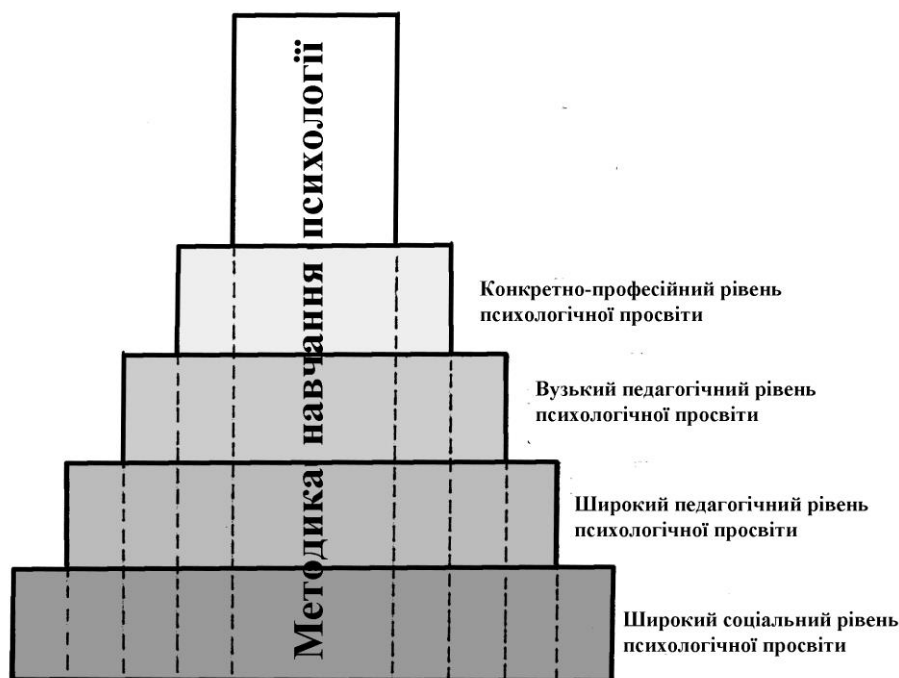 Методика навчання психології
Конкретно-професійний рівень
психологічної просвіти
Вузький педагогічний рівень
психологічної просвіти
Широкий педагогічний рівень
психологічної просвіти
Широкий соціальний рівень
психологічної просвіти